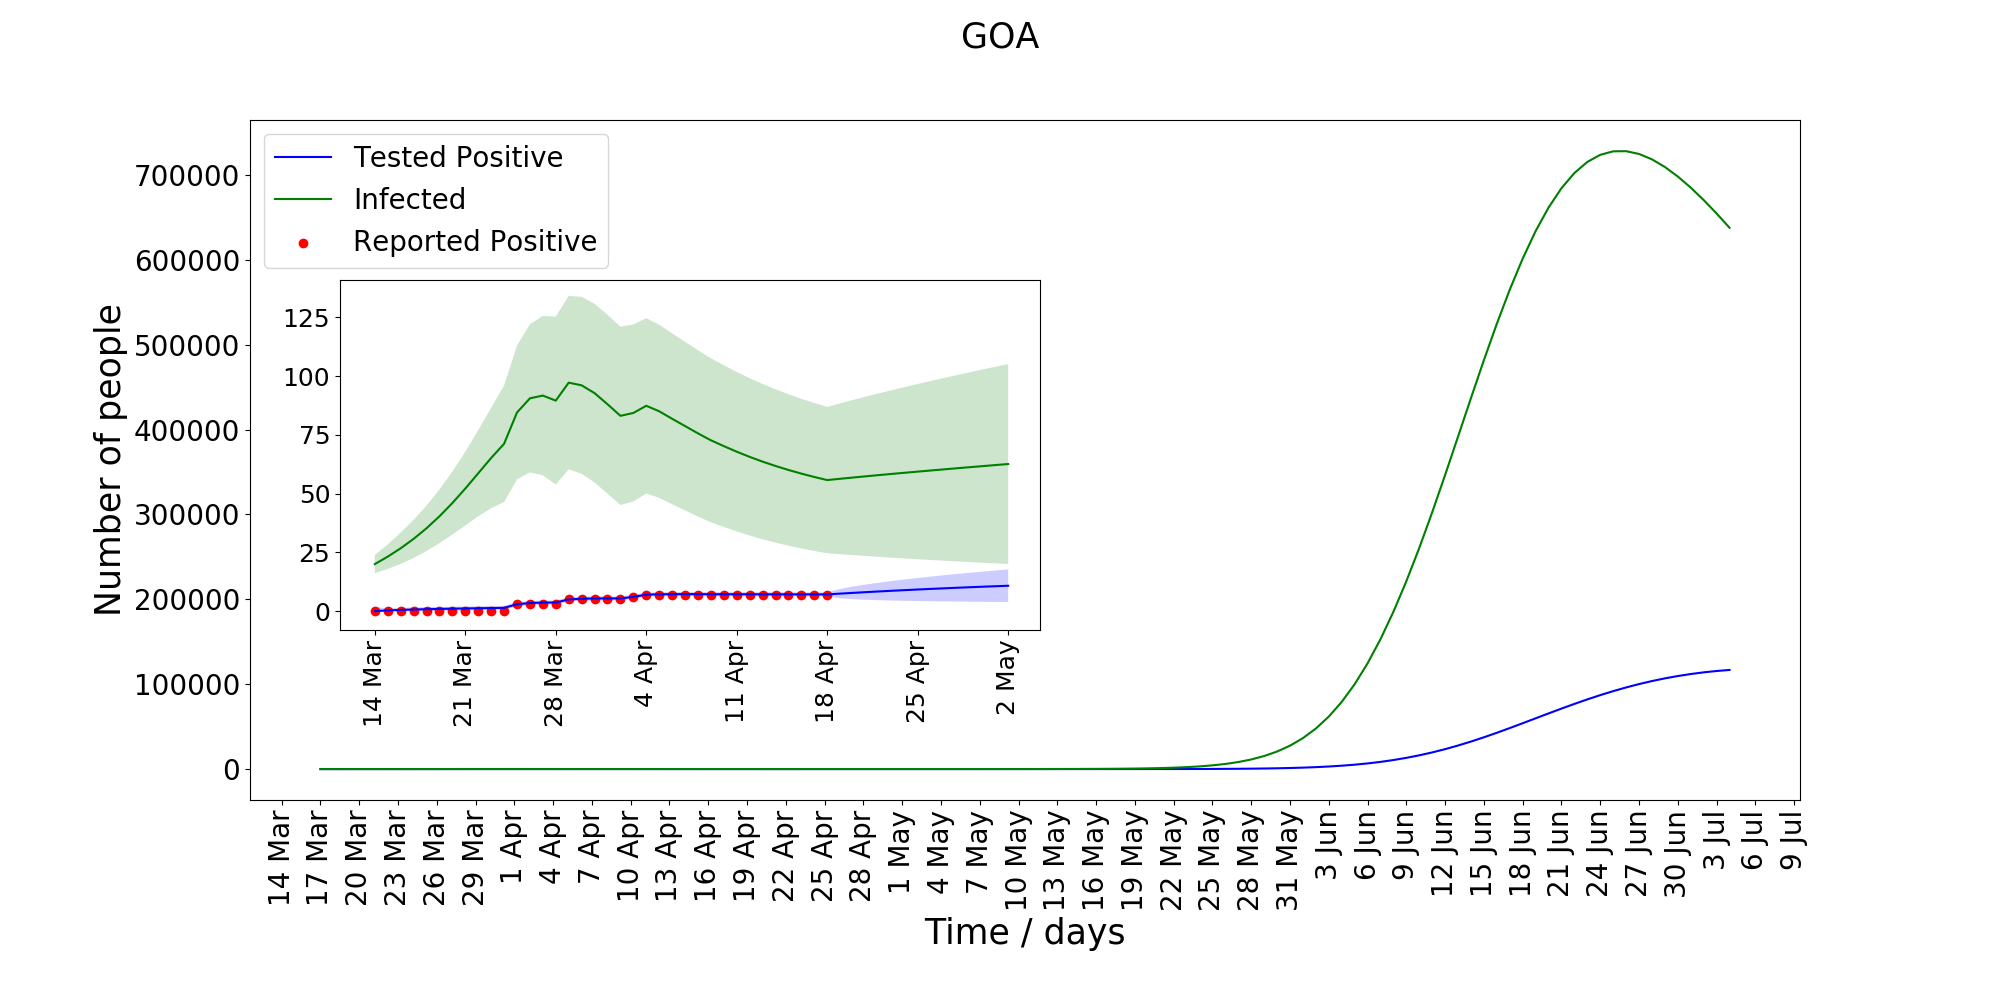 GOA
Tested Positive
Infected
Reported Positive
Number of people
700000
600000
500000
400000
300000
200000
100000
0
125
100
75
50
25
0
14 Mar
21 Mar
28 Mar
4 Apr
11 Apr
18 Apr
25 Apr
2 May
14 Mar
17 Mar
20 Mar
23 Mar
26 Mar
29 Mar
1 Apr
4 Apr
7 Apr
10 Apr
13 Apr
16 Apr
19 Apr
22 Apr
25 Apr
28 Apr
1 May
4 May
7 May
10 May
13 May
16 May
19 May
22 May
25 May
28 May
31 May
3 Jun
6 Jun
9 Jun
12 Jun
15 Jun
18 Jun
21 Jun
24 Jun
27 Jun
30 Jun
3 Jul
6 Jul
9 Jul
Time / days